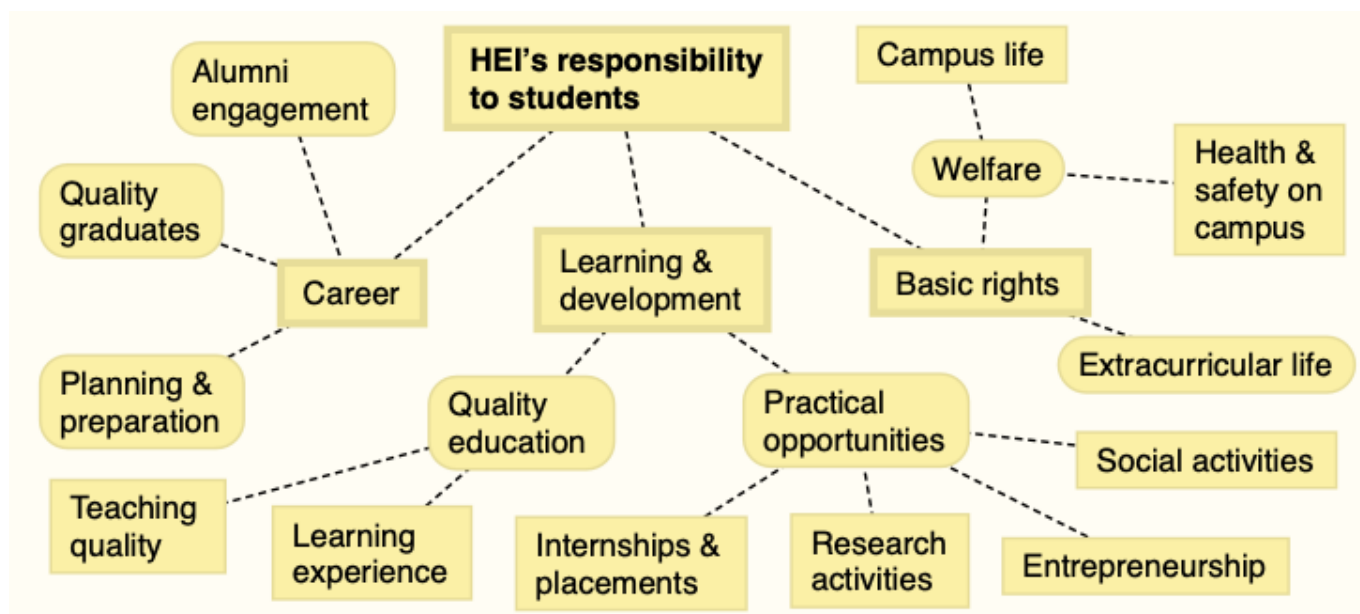 HEI's responsibility
to students
Alumni
engagement
Campus life
Quality
graduates
Welfare
Health &
safety on
campus
Career
Learning &
development
Basic rights
Planning &
preparation
Quality
education
Practical
opportunities
Extracurricular life
Teaching
quality
Learning
experience
Internships &
placements
Research
activities
Social activities
Entrepreneurship